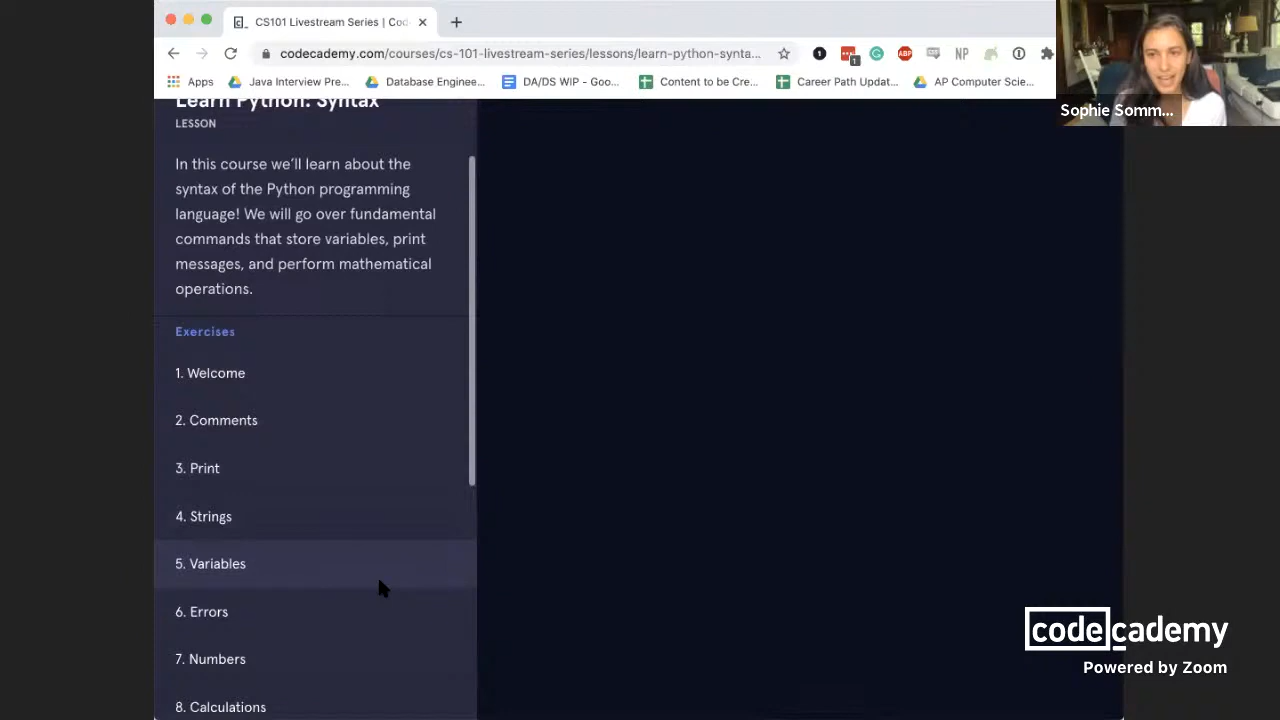 CS101 Livestream Series | Cod
codecademy.com/courses/cs-101-livestream-series/lessons/learn-python-synta...
Apps
Java Interview Pre...
Database Enginee...
DA/DS WIP - Goo...
Content to be Cre...
Career Path Updat...
AP Computer Scie...
Sophie Somm...
Learn Python: Syntax
LESSON
In this course we'll learn about the
syntax of the Python programming
language! We will go over fundamental
commands that store variables, print
messages, and perform mathematical
operations.
Exercises
1. Welcome
2. Comments
3. Print
4. Strings
5. Variables
6. Errors
7. Numbers
8. Calculations
codecademy
Powered by Zoom